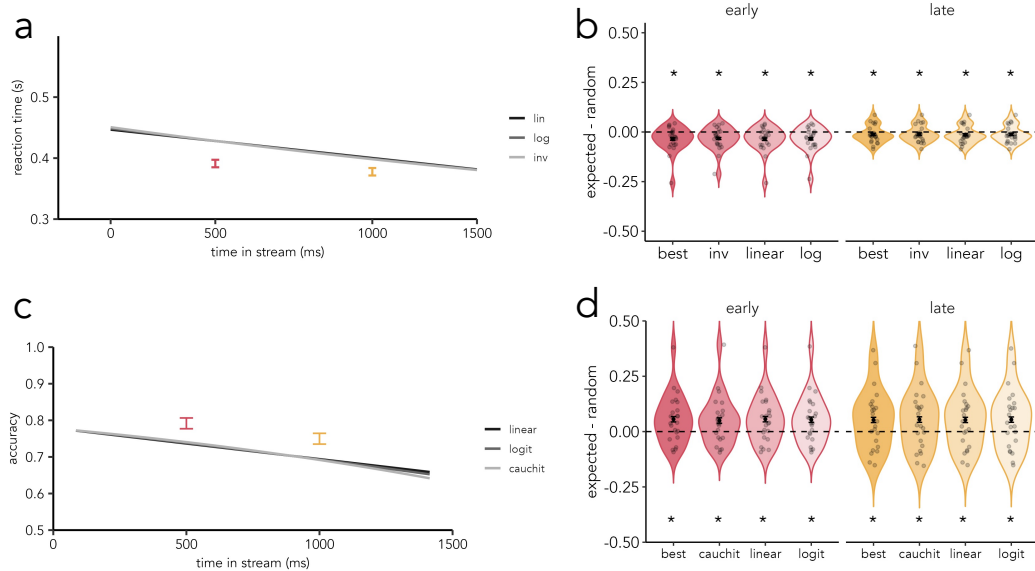 a
reaction time (s)
0.5
0.4
0.3
0
500
1000
1500
time in stream (ms)
lin
log
inv
b
early
late
expected - random
0.50
0.25
0.00
-0.25
-0.50
* * * * * * * *
best inv linear log best inv linear log
c
accuracy
1.0
0.9
0.8
0.7
0.6
0.5
0
500
1000
1500
time in stream (ms)
linear
logit
cauchit
d
early
late
expected - random
0.50
0.25
0.00
-0.25
-0.50
* * * * * * * *
best cauchit linear logit best cauchit linear logit